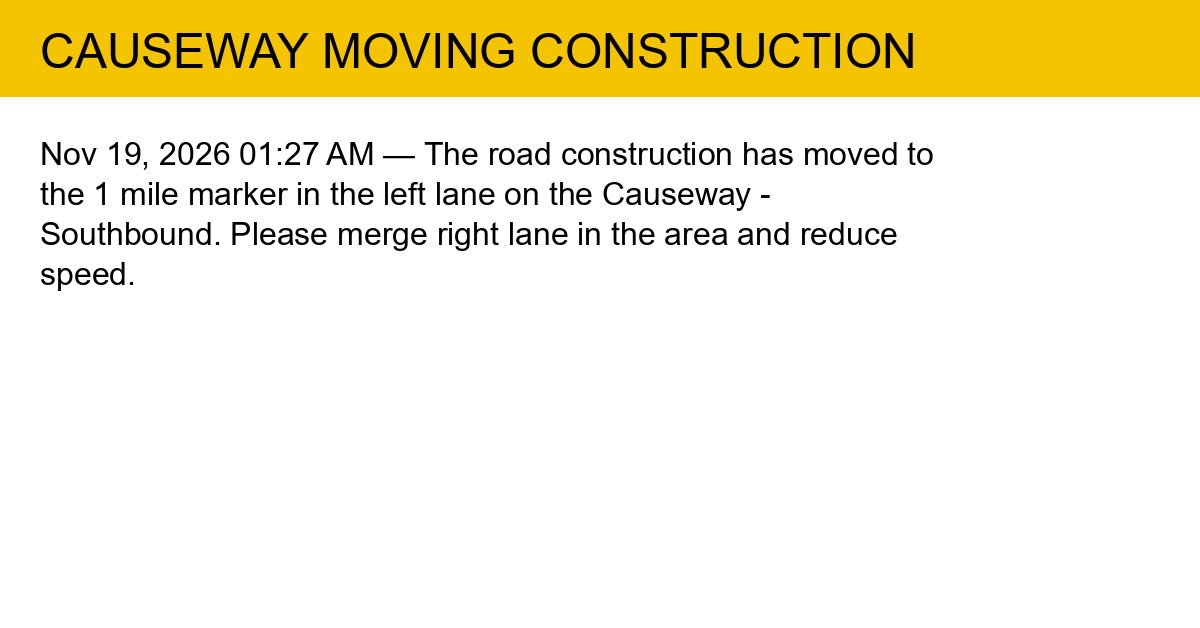 CAUSEWAY MOVING CONSTRUCTION
Nov 19, 2026 01:27 AM — The road construction has moved to
the 1 mile marker in the left lane on the Causeway -
Southbound. Please merge right lane in the area and reduce
speed.